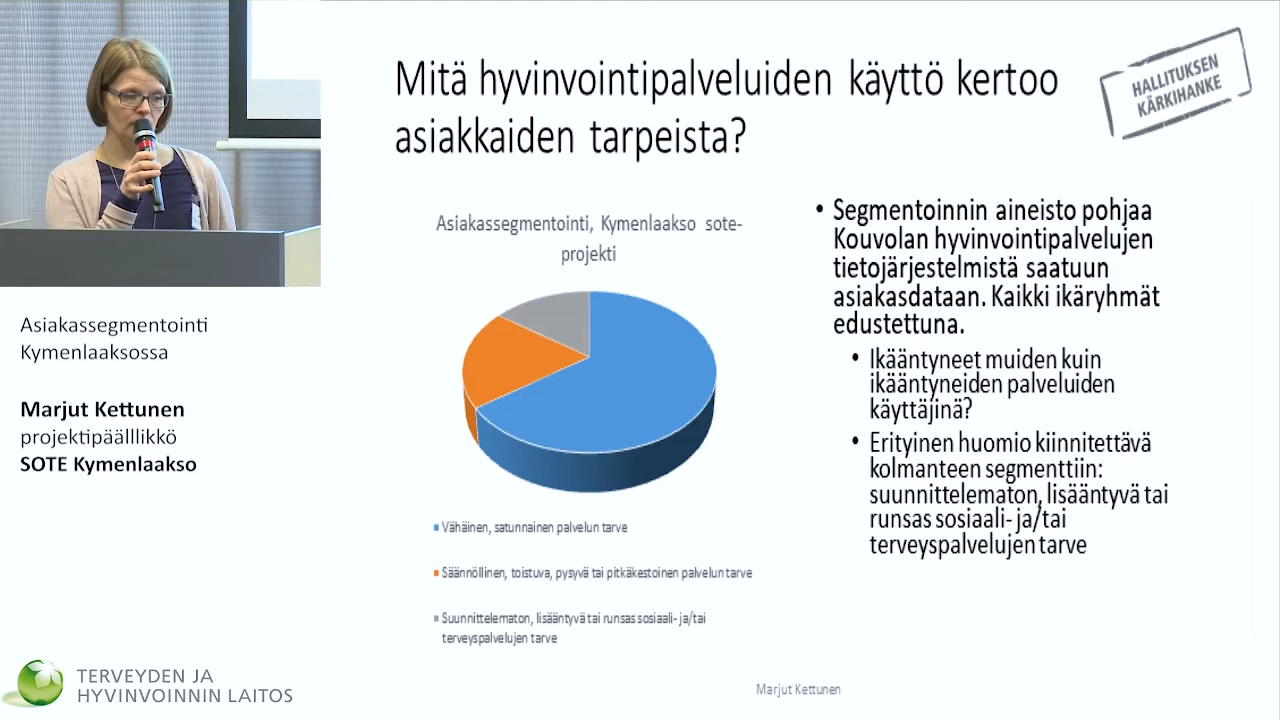 Mitä hyvinvointipalveluiden käyttö kertoo
asiakkaiden tarpeista?
HALLITUKSEN
KÄRKIHANKE
Asiakassegmentointi, Kymenlaakso sote-
projekti
Vähäinen, satunnainen palvelun tarve
Säännöllinen, toistuva, pysyvä tai pitkäkestoinen palvelun tarve
Suunnittelematon, lisääntyvä tai runsas sosiaali- ja/tai
terveyspalvelujen tarve
• Segmentoinnin aineisto pohjaa
Kouvolan hyvinvointipalvelujen
tietojärjestelmistä saatuun
asiakasdataan. Kaikki ikäryhmät
edustettuna.
• Ikääntyneet muiden kuin
ikääntyneiden palveluiden
käyttäjinä?
• Erityinen huomio kiinnitettävä
kolmanteen segmenttiin:
suunnittelematon, lisääntyvä tai
runsas sosiaali- ja/tai
terveyspalvelujen tarve
Marjut Kettunen
Asiakassegmentointi
Kymenlaaksossa
Marjut Kettunen
projektipäälllikkö
SOTE Kymenlaakso
TERVEYDEN JA
HYVINVOINNIN LAITOS